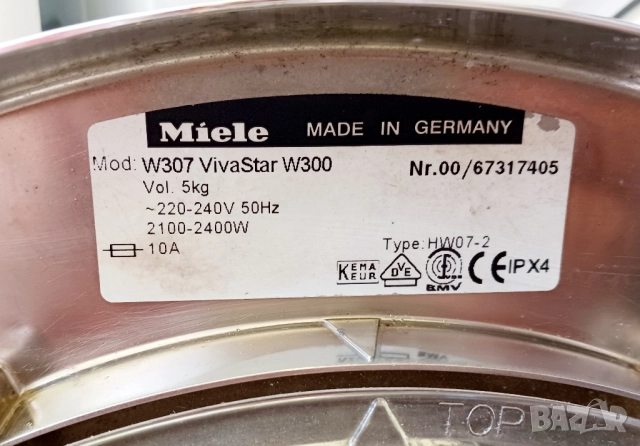 Miele MADE IN GERMANY
Mod: W307 VivaStar W300 Nr.00/67317405
Vol. 5kg
~220-240V 50Hz
2100-2400W
10A Type: HW07-2
KEMA EUR DVE BMV CE IPX4
TOP
BAZAR